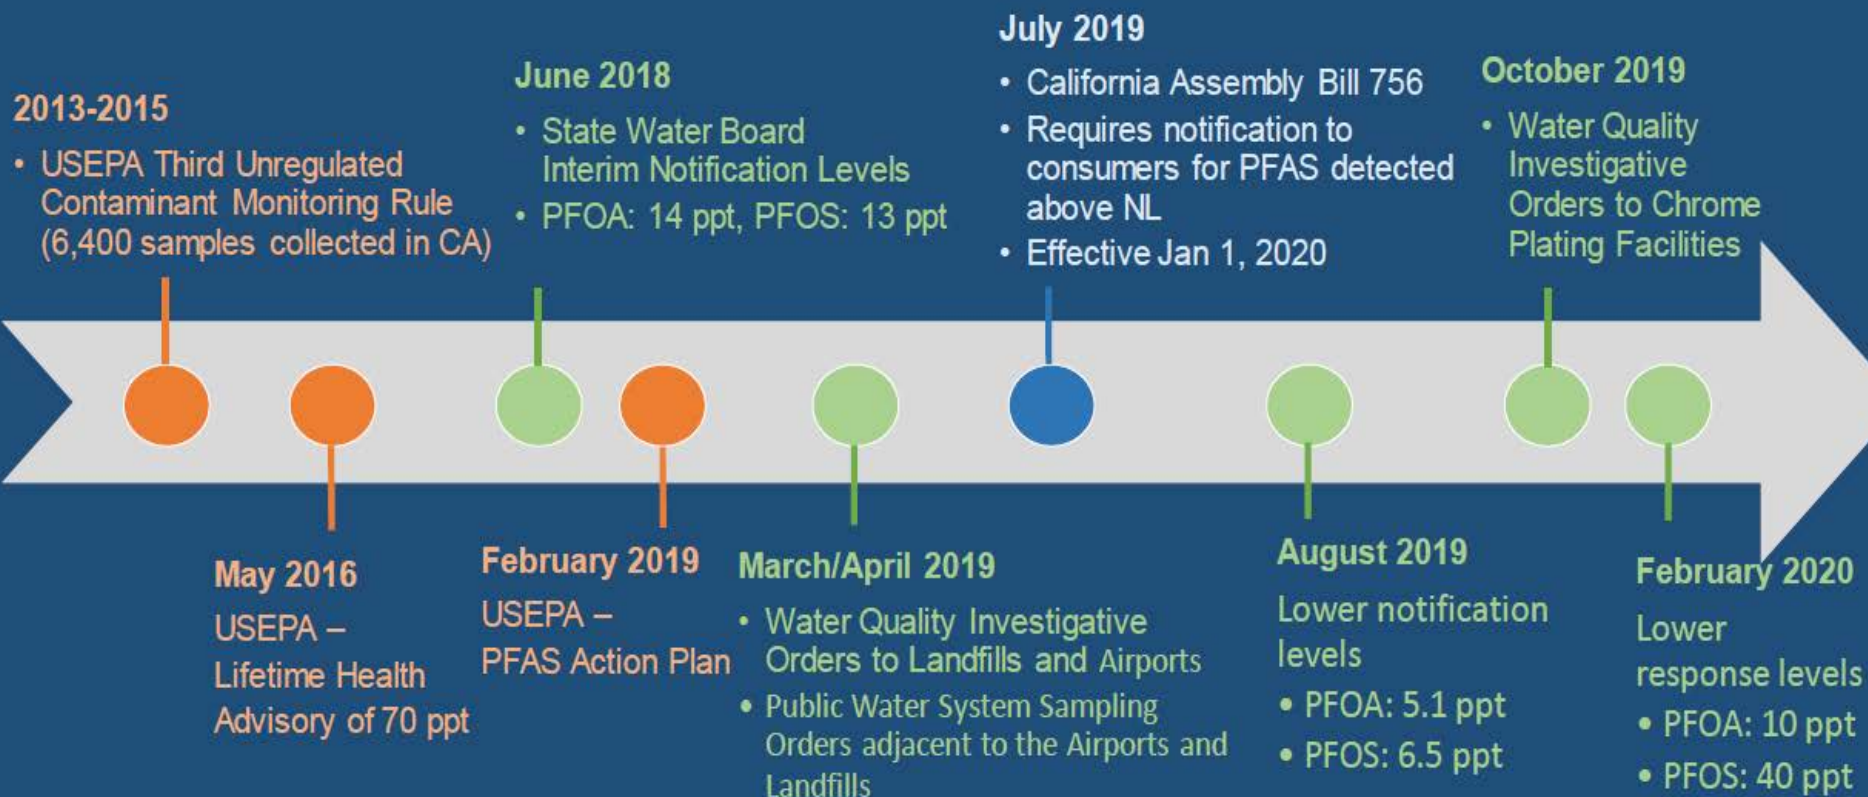 2013-2015
• USEPA Third Unregulated
Contaminant Monitoring Rule
(6,400 samples collected in CA)
May 2016
USEPA –
Lifetime Health
Advisory of 70 ppt
June 2018
• State Water Board
Interim Notification Levels
• PFOA: 14 ppt, PFOS: 13 ppt
February 2019
USEPA –
PFAS Action Plan
March/April 2019
• Water Quality Investigative
Orders to Landfills and Airports
• Public Water System Sampling
Orders adjacent to the Airports and
Landfills
July 2019
• California Assembly Bill 756
• Requires notification to
consumers for PFAS detected
above NL
• Effective Jan 1, 2020
August 2019
Lower notification
levels
• PFOA: 5.1 ppt
• PFOS: 6.5 ppt
October 2019
• Water Quality
Investigative
Orders to Chrome
Plating Facilities
February 2020
Lower
response levels
• PFOA: 10 ppt
• PFOS: 40 ppt